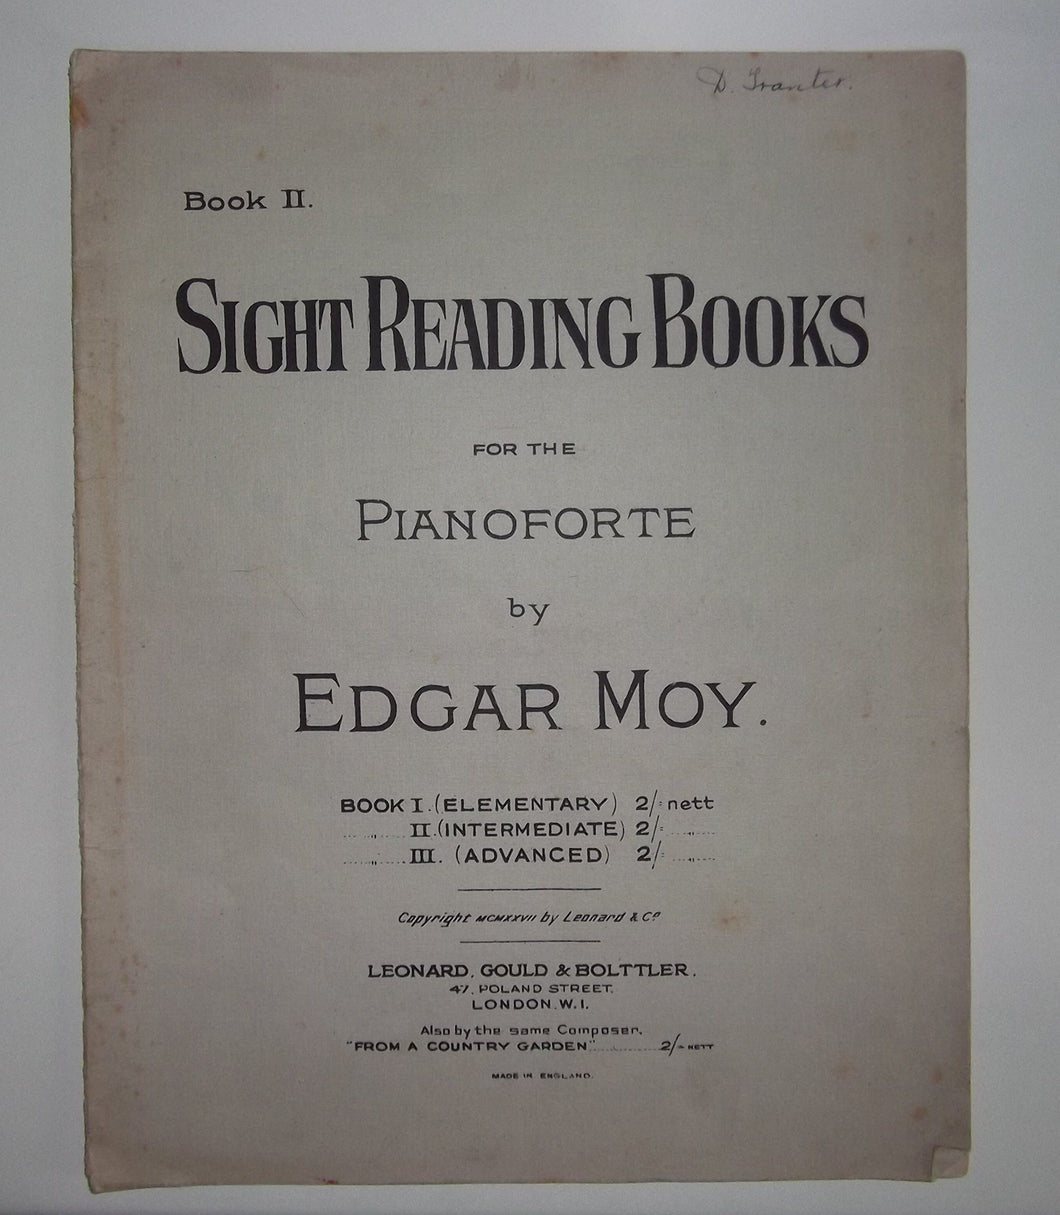 D. Tranter.
Book II.
SIGHT READING BOOKS
FOR THE
PIANOFORTE
by
EDGAR MOY.
BOOK I. (ELEMENTARY) 2/= nett
.... „ .... II. (INTERMEDIATE) 2/= .... „ ....
.... „ .... III. (ADVANCED) 2/= .... „ ....
Copyright MCMXXVII by Leonard & Co
LEONARD, GOULD & BOLTTLER.
47, POLAND STREET,
LONDON. W.1.
Also by the same Composer.
"FROM A COUNTRY GARDEN" .......... 2/= NETT
MADE IN ENGLAND.